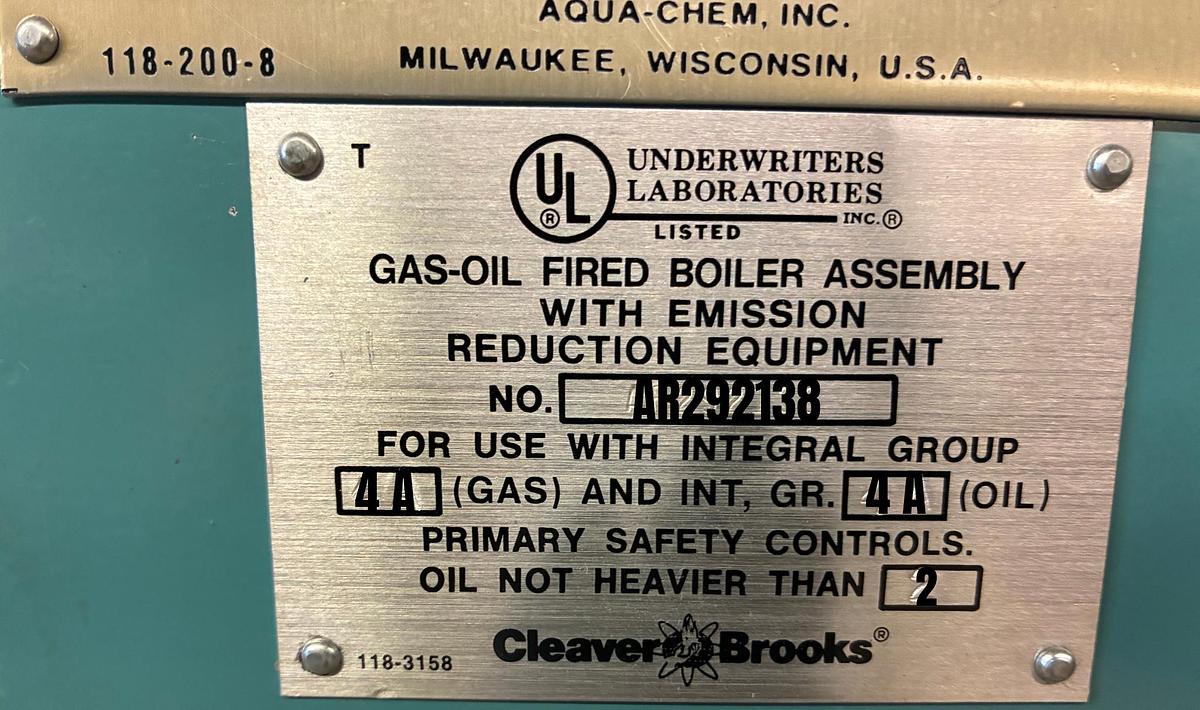 AQUA-CHEM, INC.
118-200-8 MILWAUKEE, WISCONSIN, U.S.A.
T
UL®
UNDERWRITERS
LABORATORIES
INC.®
LISTED
GAS-OIL FIRED BOILER ASSEMBLY
WITH EMISSION
REDUCTION EQUIPMENT
NO. AR292138
FOR USE WITH INTEGRAL GROUP
4A (GAS) AND INT, GR. 4A (OIL)
PRIMARY SAFETY CONTROLS.
OIL NOT HEAVIER THAN 2
118-3158 Cleaver Brooks®